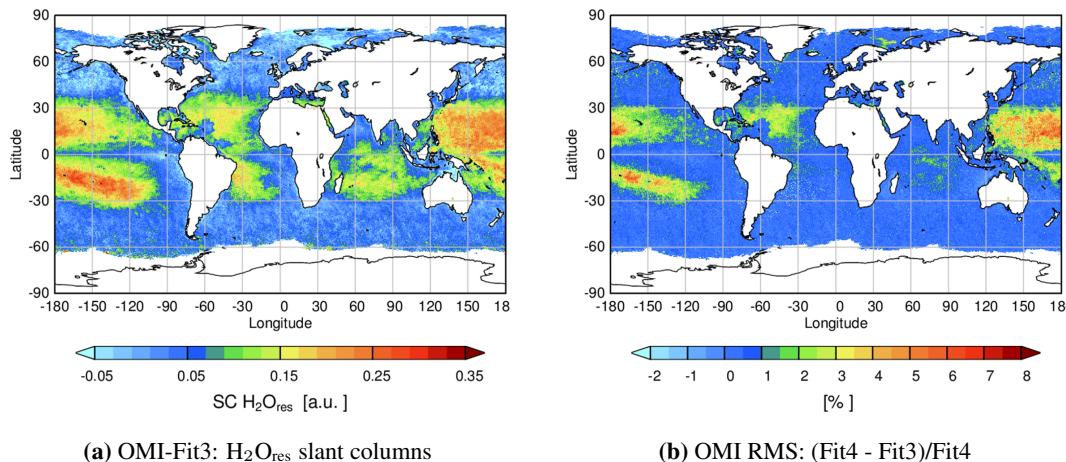 90
60
30
0
-30
-60
-90
Latitude
-180 -150 -120 -90 -60 -30 0 30 60 90 120 150 18
Longitude
-0.05 0.05 0.15 0.25 0.35
SC H₂Ores [a.u. ]
(a) OMI-Fit3: H₂Ores slant columns
90
60
30
0
-30
-60
-90
Latitude
-180 -150 -120 -90 -60 -30 0 30 60 90 120 150 18
Longitude
-2 -1 0 1 2 3 4 5 6 7 8
[% ]
(b) OMI RMS: (Fit4 - Fit3)/Fit4